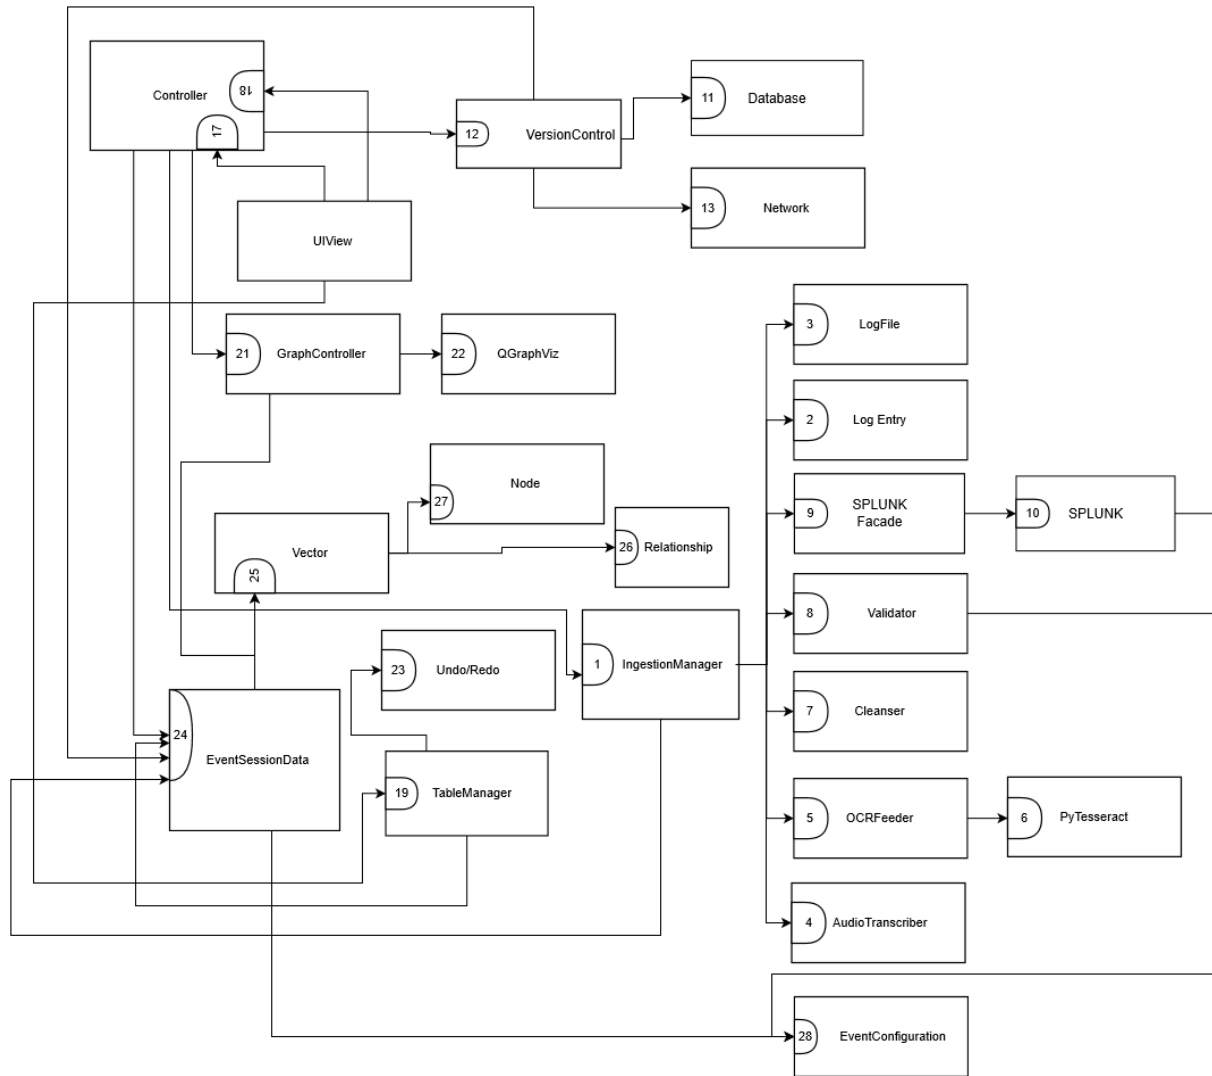 Controller
18
17
12
VersionControl
11
Database
13
Network
UIView
21
GraphController
22
QGraphViz
3
LogFile
2
Log Entry
27
Node
9
SPLUNK
Facade
10
SPLUNK
25
Vector
26
Relationship
8
Validator
23
Undo/Redo
1
IngestionManager
7
Cleanser
24
EventSessionData
19
TableManager
5
OCRFeeder
6
PyTesseract
4
AudioTranscriber
28
EventConfiguration